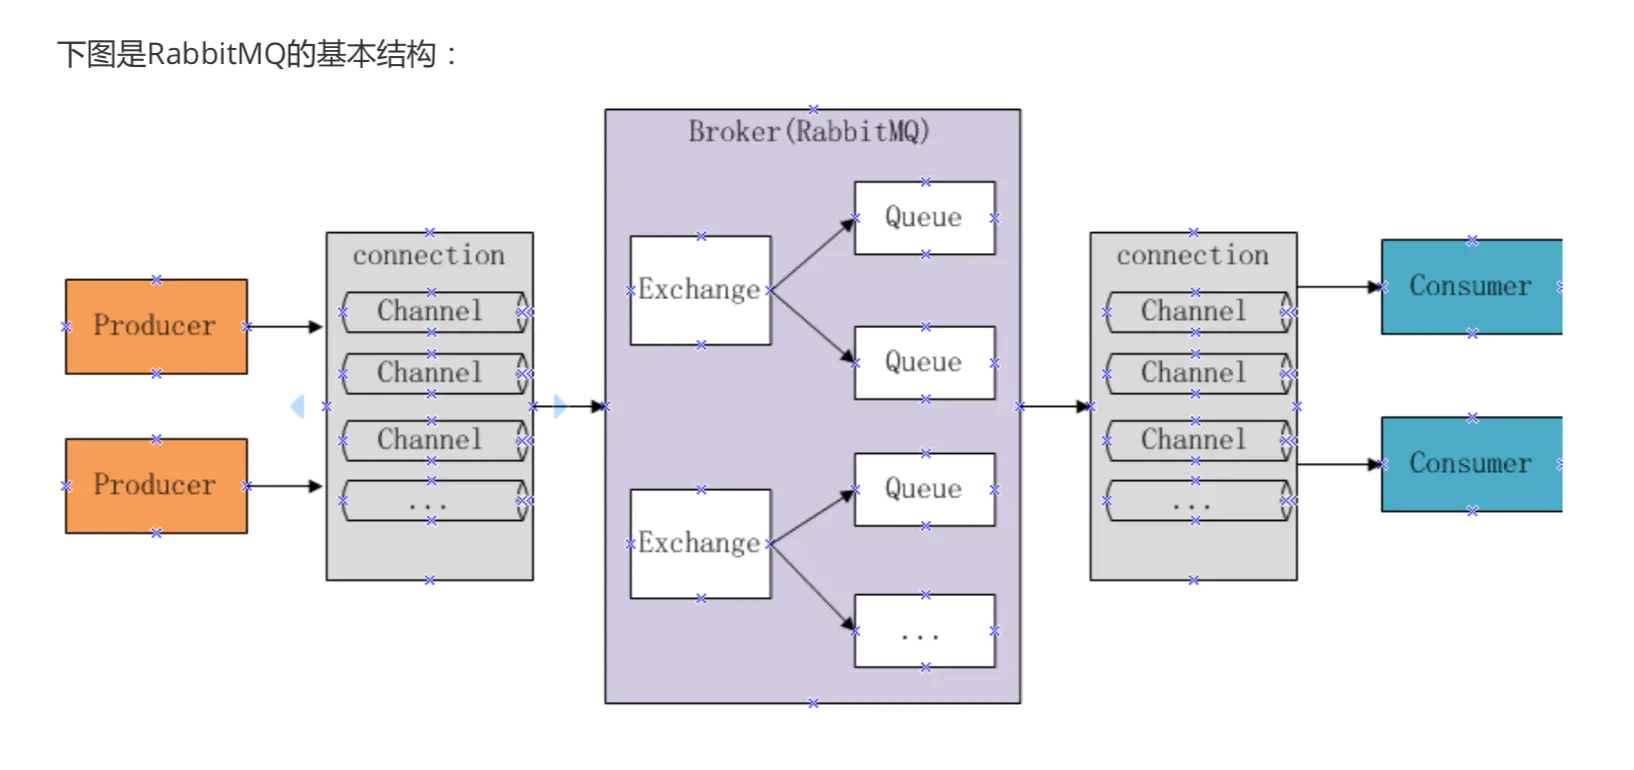 下图是RabbitMQ的基本结构：
Broker(RabbitMQ)
Producer
Producer
connection
Channel
Channel
Channel
...
Exchange
Queue
Queue
Exchange
Queue
...
connection
Channel
Channel
Channel
...
Consumer
Consumer